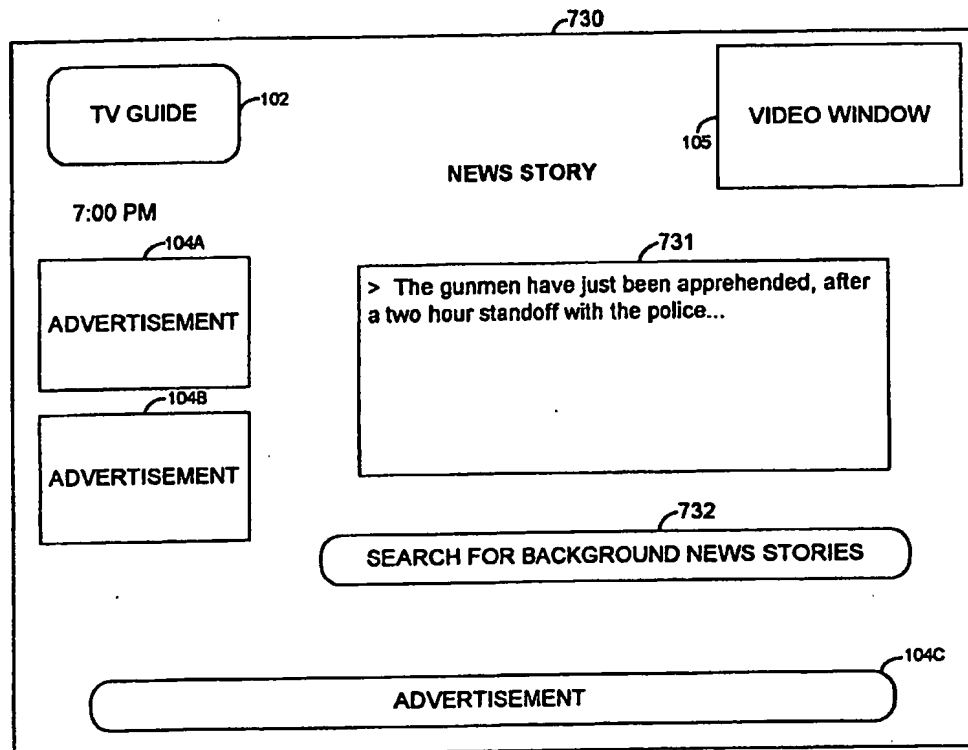 730
TV GUIDE
102
VIDEO WINDOW
105
NEWS STORY
7:00 PM
104A
ADVERTISEMENT
731
> The gunmen have just been apprehended, after
a two hour standoff with the police...
104B
ADVERTISEMENT
732
SEARCH FOR BACKGROUND NEWS STORIES
104C
ADVERTISEMENT